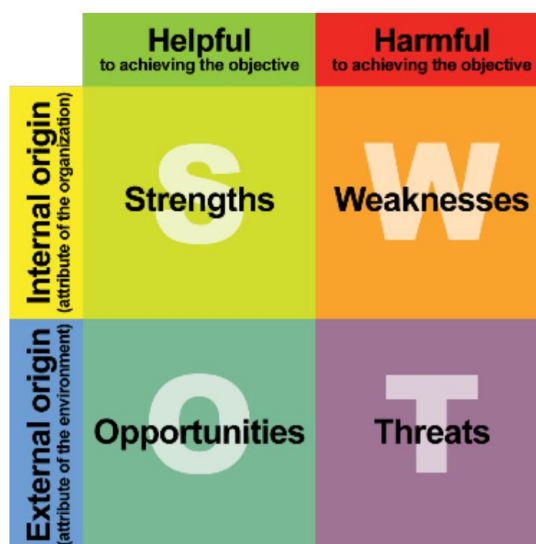 Helpful
to achieving the objective
Harmful
to achieving the objective
Internal origin
(attribute of the organization)
S
Strengths
W
Weaknesses
External origin
(attribute of the environment)
O
Opportunities
T
Threats